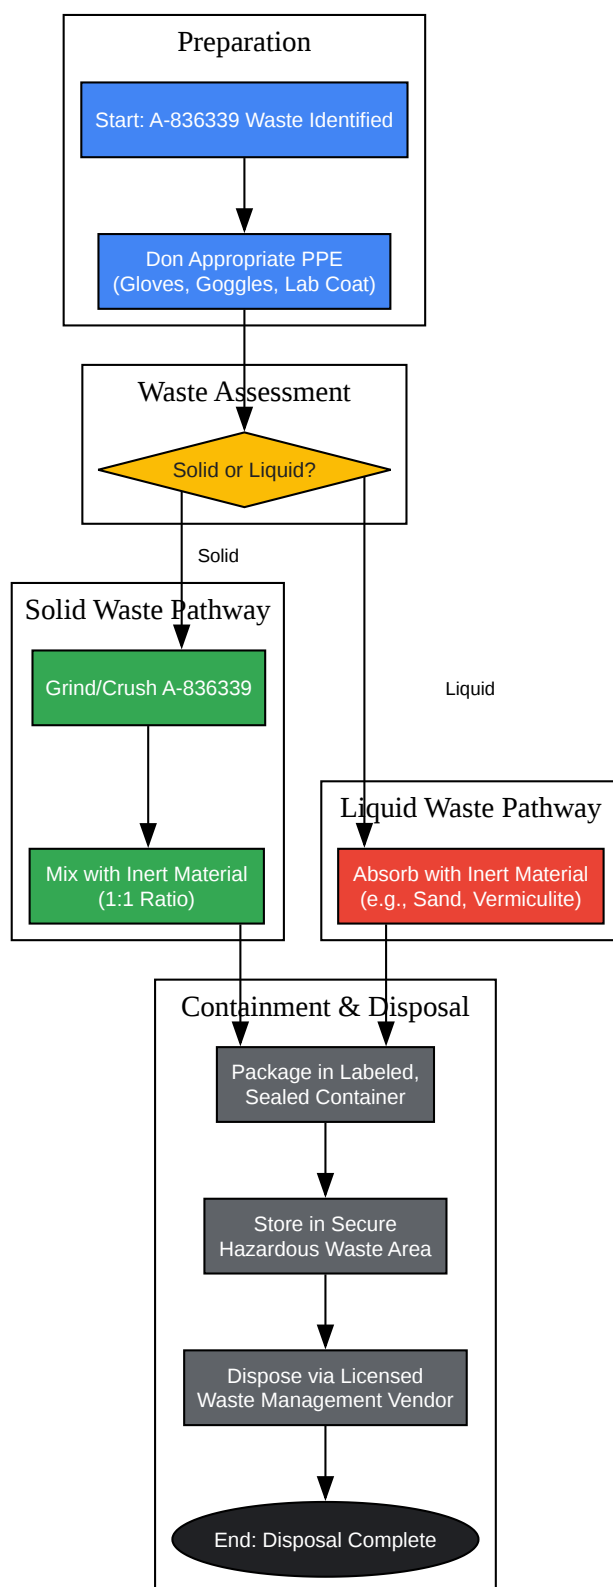 Preparation
Start: A-836339 Waste Identified
Don Appropriate PPE
(Gloves, Goggles, Lab Coat)
Waste Assessment
Solid or Liquid?
Solid
Solid Waste Pathway
Grind/Crush A-836339
Liquid
Mix with Inert Material
(1:1 Ratio)
Liquid Waste Pathway
Absorb with Inert Material
(e.g., Sand, Vermiculite)
Containment & Disposal
Package in Labeled,
Sealed Container
Store in Secure
Hazardous Waste Area
Dispose via Licensed
Waste Management Vendor
End: Disposal Complete